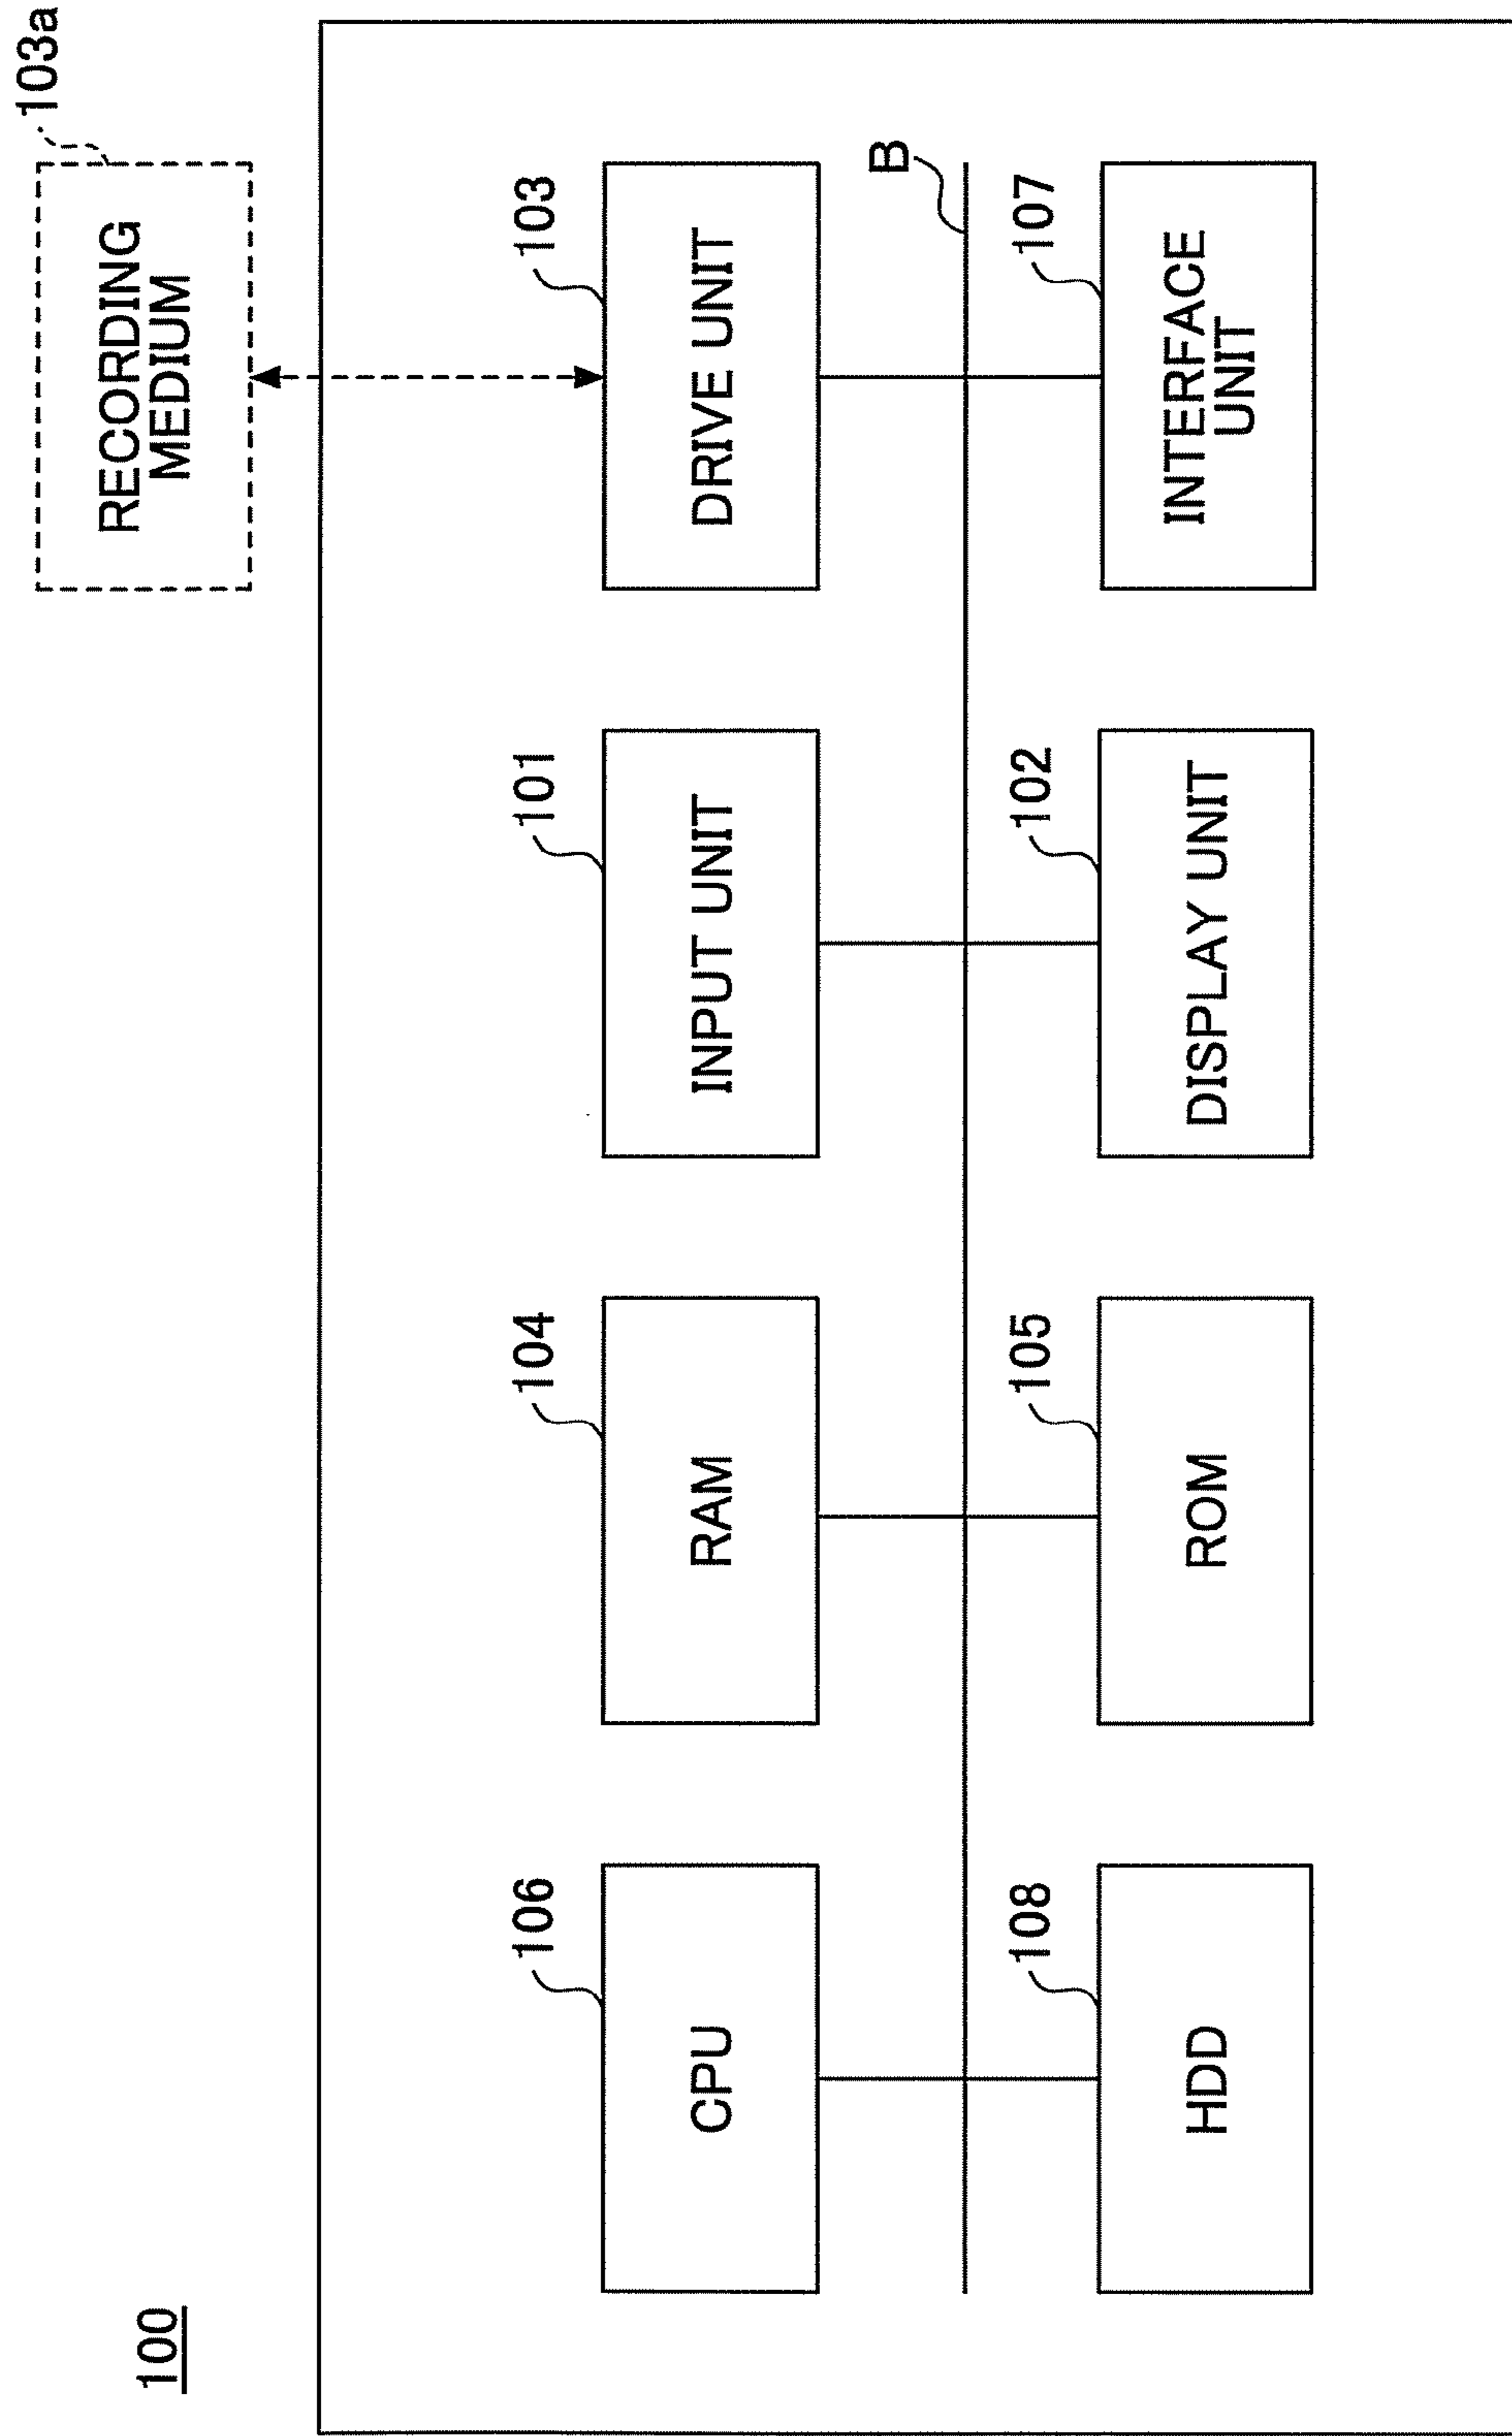 100
103a
RECORDING
MEDIUM
106
CPU
104
RAM
101
INPUT UNIT
103
DRIVE UNIT
B
108
HDD
105
ROM
102
DISPLAY UNIT
107
INTERFACE
UNIT